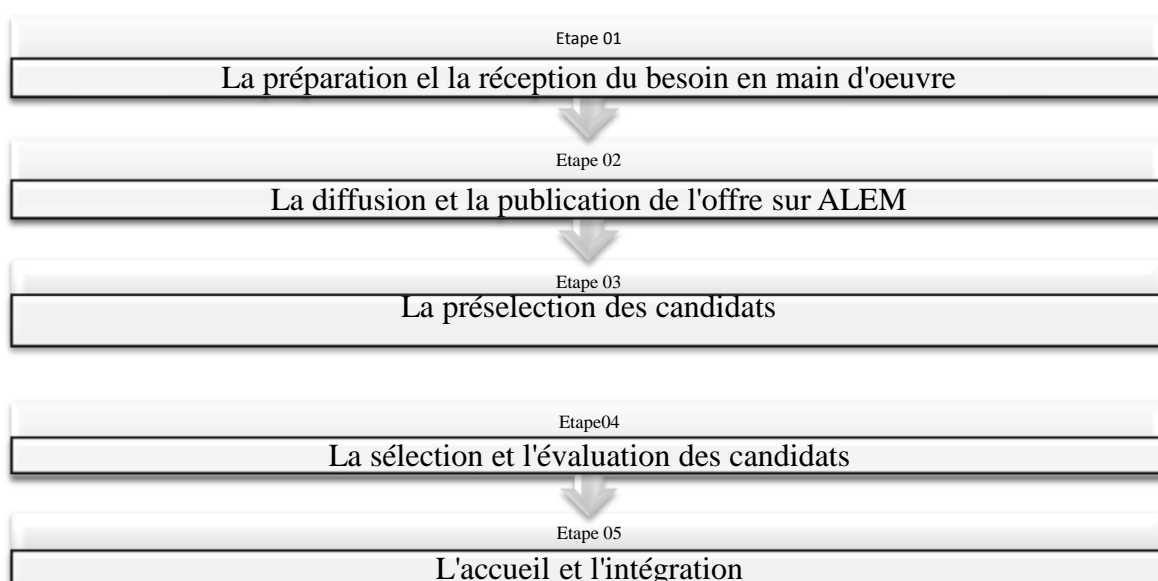 Etape 01
La préparation el la réception du besoin en main d'oeuvre
Etape 02
La diffusion et la publication de l'offre sur ALEM
Etape 03
La préselection des candidats
Etape04
La sélection et l'évaluation des candidats
Etape 05
L'accueil et l'intégration